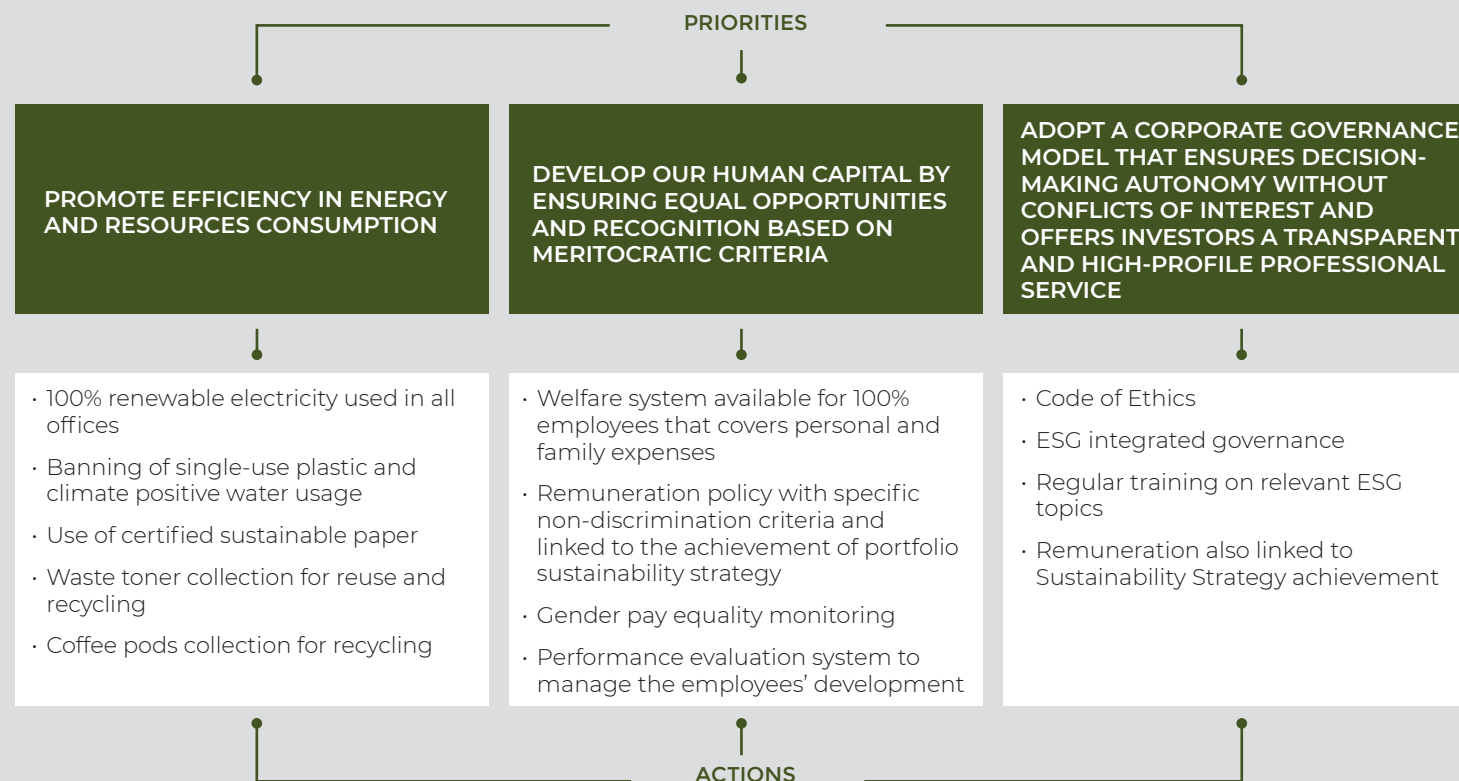 PRIORITIES
PROMOTE EFFICIENCY IN ENERGY
AND RESOURCES CONSUMPTION
DEVELOP OUR HUMAN CAPITAL BY
ENSURING EQUAL OPPORTUNITIES
AND RECOGNITION BASED ON
MERITOCRATIC CRITERIA
ADOPT A CORPORATE GOVERNANCE
MODEL THAT ENSURES DECISION-
MAKING AUTONOMY WITHOUT
CONFLICTS OF INTEREST AND
OFFERS INVESTORS A TRANSPARENT
AND HIGH-PROFILE PROFESSIONAL
SERVICE
· 100% renewable electricity used in all
offices
· Banning of single-use plastic and
climate positive water usage
· Use of certified sustainable paper
· Waste toner collection for reuse and
recycling
· Coffee pods collection for recycling
· Welfare system available for 100%
employees that covers personal and
family expenses
· Remuneration policy with specific
non-discrimination criteria and
linked to the achievement of portfolio
sustainability strategy
· Gender pay equality monitoring
· Performance evaluation system to
manage the employees’ development
· Code of Ethics
· ESG integrated governance
· Regular training on relevant ESG
topics
· Remuneration also linked to
Sustainability Strategy achievement
ACTIONS